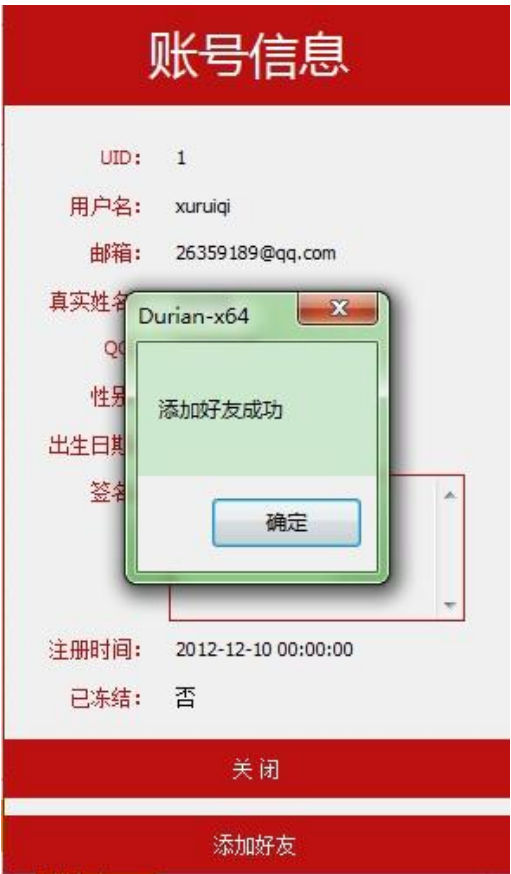 账号信息
UID： 1
用户名： xuruiqi
邮箱： 26359189@qq.com
真实姓名
Durian-x64
性别
添加好友成功
出生日期
签名
确定
注册时间： 2012-12-10 00:00:00
已冻结： 否
关闭
添加好友